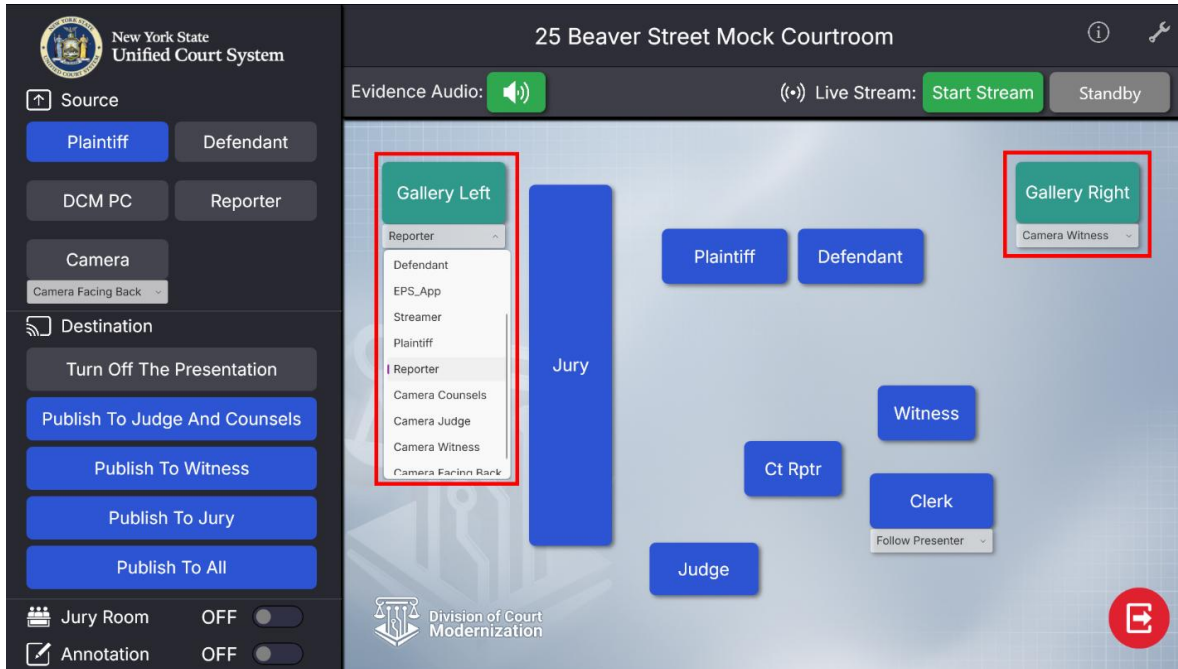 New York State
Unified Court System
Source
Plaintiff
Defendant
DCM PC
Reporter
Camera
Camera Facing Back
Destination
Turn Off The Presentation
Publish To Judge And Counsels
Publish To Witness
Publish To Jury
Publish To All
Jury Room OFF
Annotation OFF
25 Beaver Street Mock Courtroom
Evidence Audio:
Live Stream: Start Stream Standby
Gallery Left
Reporter
Defendant
EPS_App
Streamer
Plaintiff
Reporter
Camera Counsels
Camera Judge
Camera Witness
Camera Facing Back
Jury
Plaintiff
Defendant
Gallery Right
Camera Witness
Witness
Ct Rptr
Clerk
Follow Presenter
Judge
Division of Court
Modernization